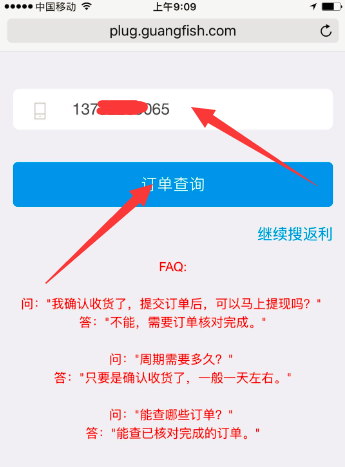 中国移动
上午9:09
plug.guangfish.com
137 065
订单查询
继续搜返利
FAQ:
问："我确认收货了，提交订单后，可以马上提现吗？"
答："不能，需要订单核对完成。"
问："周期需要多久？"
答："只要是确认收货了，一般一天左右。"
问："能查哪些订单？"
答："能查已核对完成的订单。"